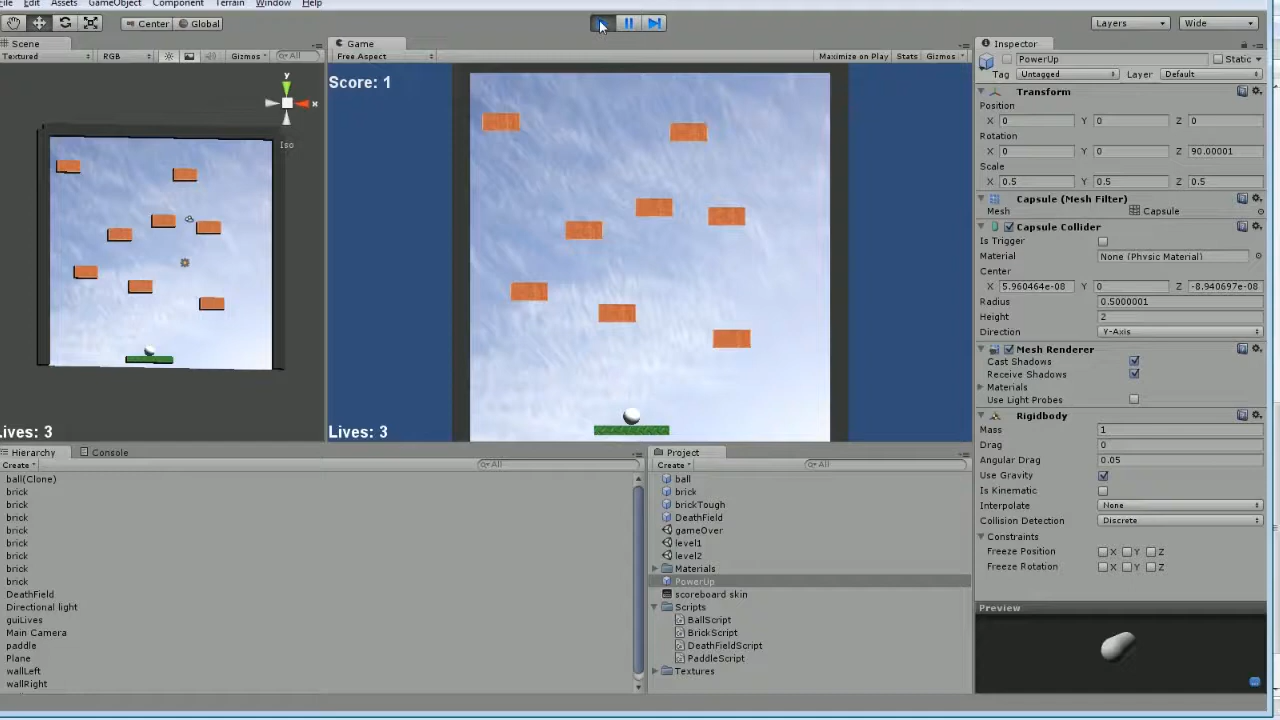 File Edit Assets GameObject Component Terrain Window Help
Center Global Layers Wide
Scene
Textured RGB Gizmos All
y
x
Iso
Lives: 3
Game
Free Aspect Maximize on Play Stats Gizmos
Score: 1
Lives: 3
Inspector
PowerUp Static
Tag Untagged Layer Default
Transform
Position
X 0 Y 0 Z 0
Rotation
X 0 Y 0 Z 90.00001
Scale
X 0.5 Y 0.5 Z 0.5
Capsule (Mesh Filter)
Mesh Capsule
Capsule Collider
Is Trigger
Material None (Physic Material)
Center
X 5.960464e-08 Y 0 Z -8.940697e-08
Radius 0.5000001
Height 2
Direction Y-Axis
Mesh Renderer
Cast Shadows
Receive Shadows
Materials
Use Light Probes
Rigidbody
Mass 1
Drag 0
Angular Drag 0.05
Use Gravity
Is Kinematic
Interpolate None
Collision Detection Discrete
Constraints
Freeze Position X Y Z
Freeze Rotation X Y Z
Preview
Hierarchy Console
Create All
ball(Clone)
brick
brick
brick
brick
brick
brick
brick
brick
DeathField
Directional light
guiLives
Main Camera
paddle
Plane
wallLeft
wallRight
Project
Create All
ball
brick
brickTough
DeathField
gameOver
level1
level2
Materials
PowerUp
scoreboard skin
Scripts
BallScript
BrickScript
DeathFieldScript
PaddleScript
Textures